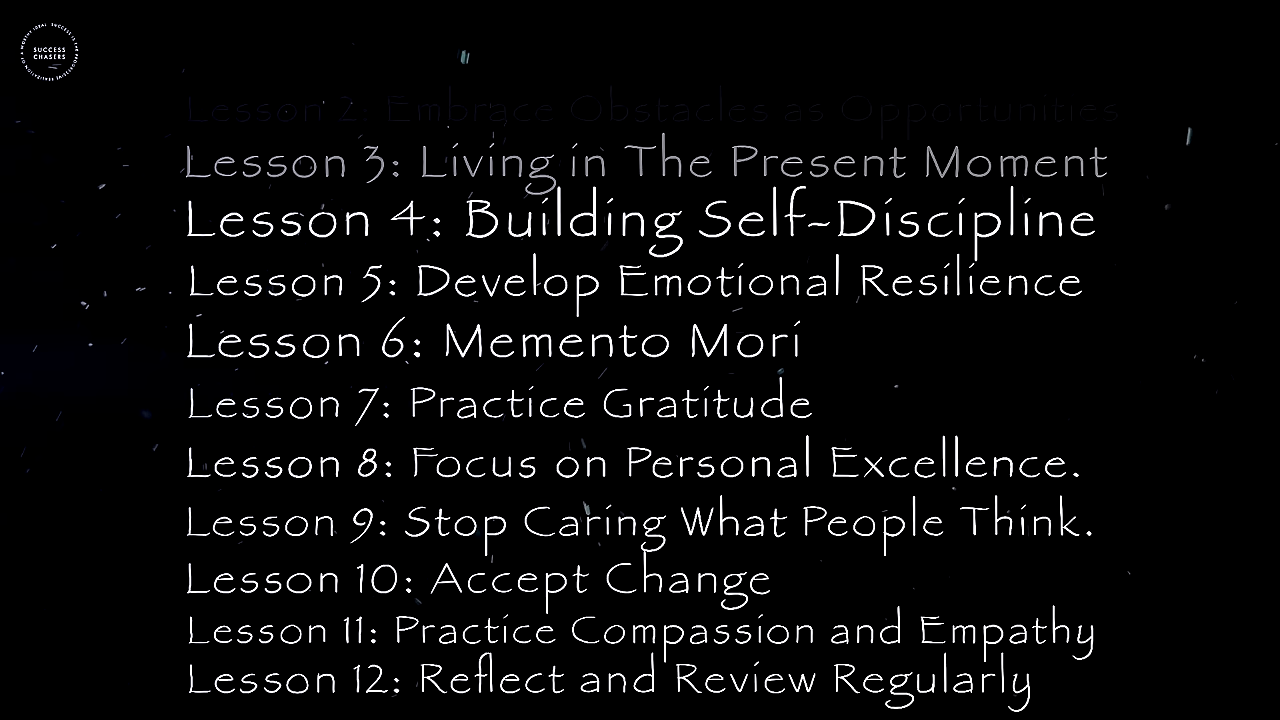 SUCCESS
CHASERS
Lesson 2: Embrace Obstacles as Opportunities
Lesson 3: Living in The Present Moment
Lesson 4: Building Self-Discipline
Lesson 5: Develop Emotional Resilience
Lesson 6: Memento Mori
Lesson 7: Practice Gratitude
Lesson 8: Focus on Personal Excellence.
Lesson 9: Stop Caring What People Think.
Lesson 10: Accept Change
Lesson 11: Practice Compassion and Empathy
Lesson 12: Reflect and Review Regularly